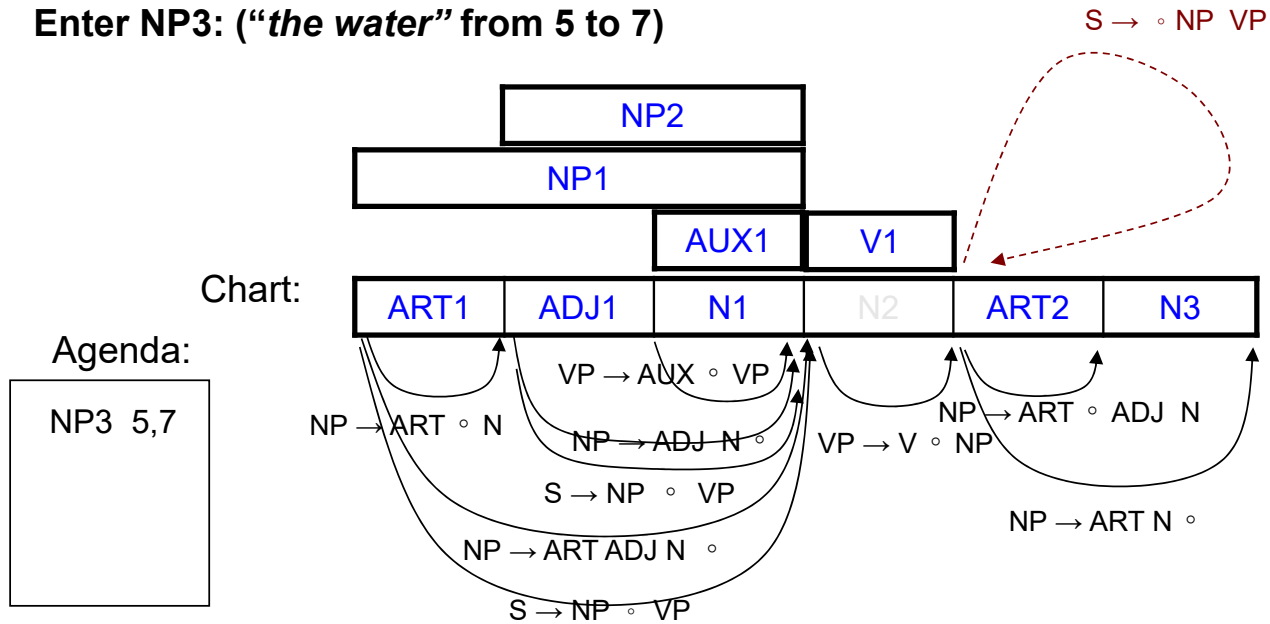 Enter NP3: (“the water” from 5 to 7)
S → ◦ NP VP
NP2
NP1
AUX1 V1
Chart:
ART1 ADJ1 N1 N2 ART2 N3
Agenda:
NP3 5,7
VP → AUX ◦ VP
NP → ART ◦ N
NP → ADJ N ◦
VP → V ◦ NP
NP → ART ◦ ADJ N
S → NP ◦ VP
NP → ART N ◦
NP → ART ADJ N ◦
S → NP ◦ VP